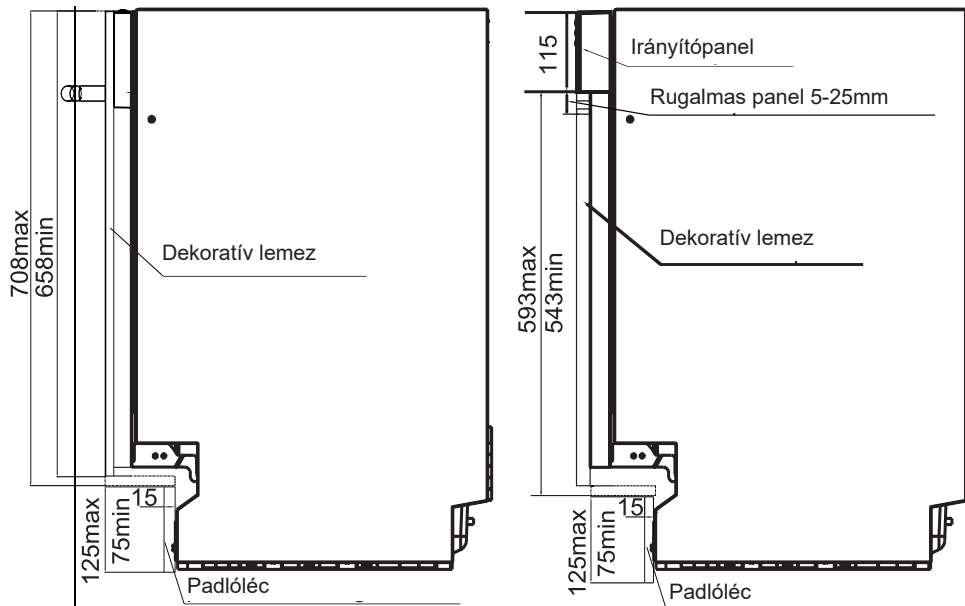 708max
658min
Dekoratív lemez
15
125max
75min
Padlóléc
115
Irányítópanel
Rugalmas panel 5-25mm
Dekoratív lemez
593max
543min
15
125max
75min
Padlóléc